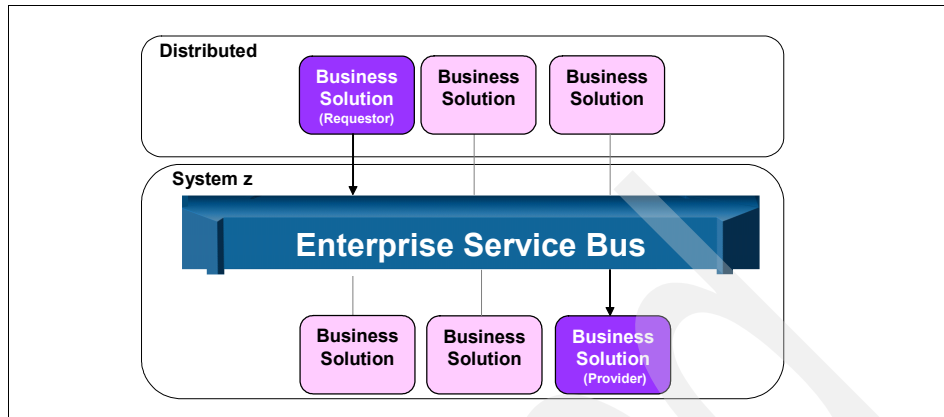 Distributed
Business
Solution
(Requestor)
Business
Solution
Business
Solution
System z
Enterprise Service Bus
Business
Solution
Business
Solution
Business
Solution
(Provider)